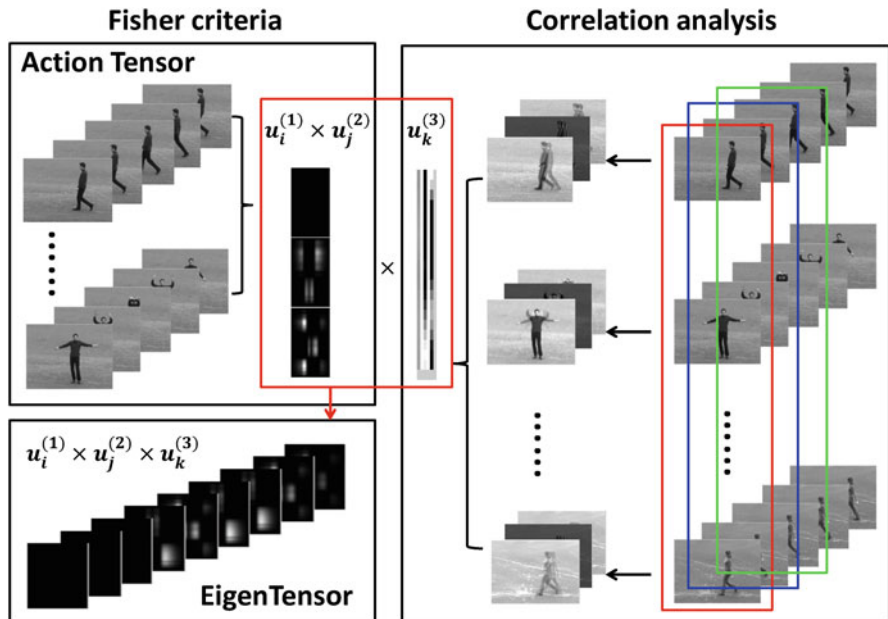 Fisher criteria
Correlation analysis
Action Tensor
u_i^{(1)} × u_j^{(2)}
u_k^{(3)}
×
u_i^{(1)} × u_j^{(2)} × u_k^{(3)}
EigenTensor